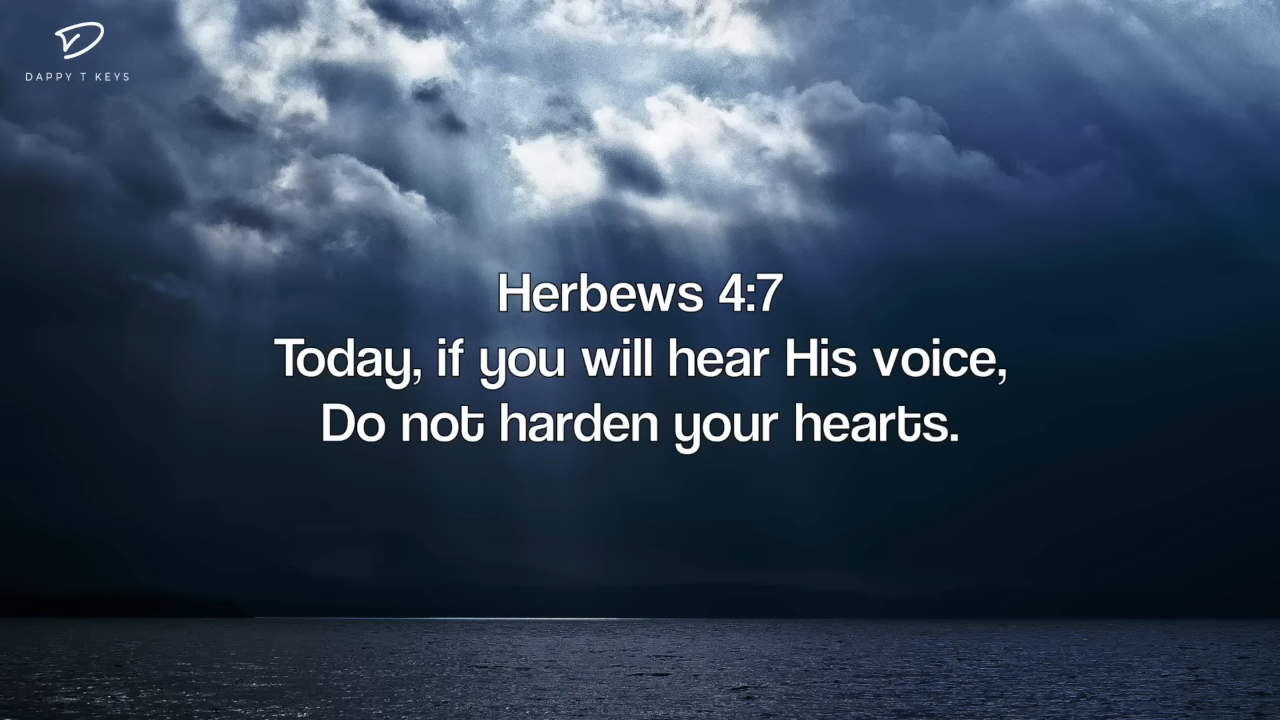 DAPPY T KEYS
Herbews 4:7
Today, if you will hear His voice,
Do not harden your hearts.